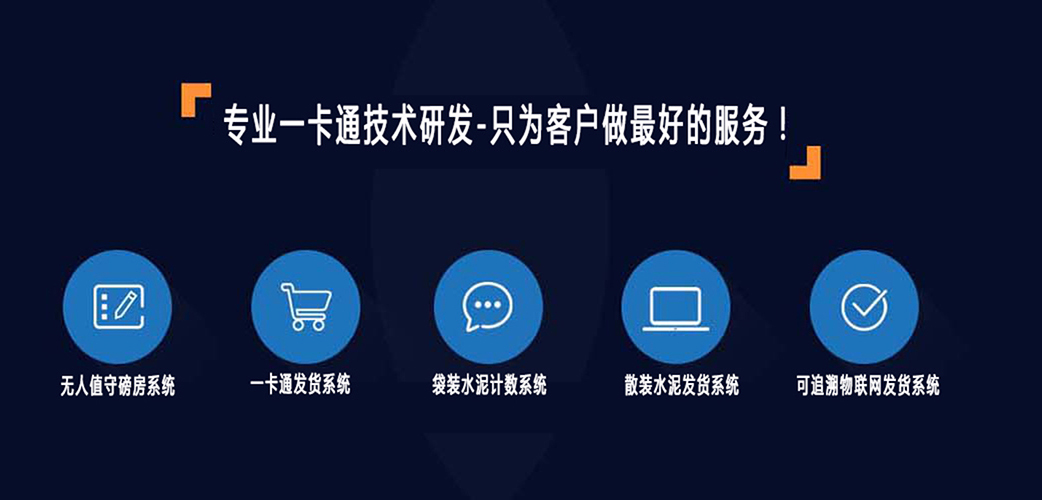 专业一卡通技术研发-只为客户做最好的服务！
无人值守磅房系统
一卡通发货系统
袋装水泥计数系统
散装水泥发货系统
可追溯物联网发货系统